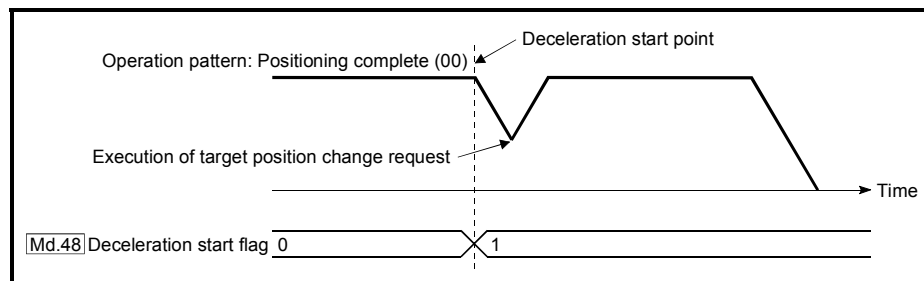 Deceleration start point
Operation pattern: Positioning complete (00)
Execution of target position change request
Time
Md.48 Deceleration start flag 0 1